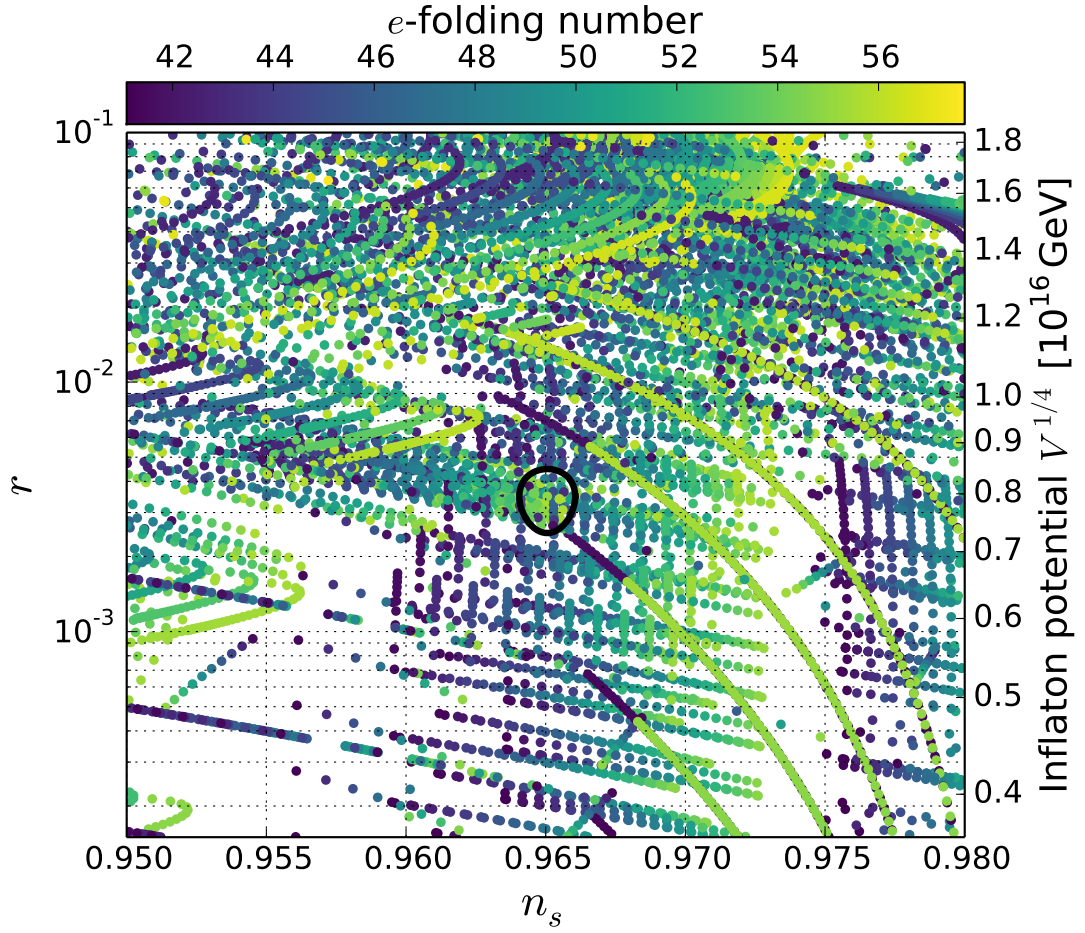 e-folding number
42 44 46 48 50 52 54 56
10⁻¹
10⁻²
10⁻³
r
1.8
1.6
1.4
1.2
1.0
0.9
0.8
0.7
0.6
0.5
0.4
Inflaton potential V^{1/4} [10^{16} GeV]
0.950 0.955 0.960 0.965 0.970 0.975 0.980
n_s